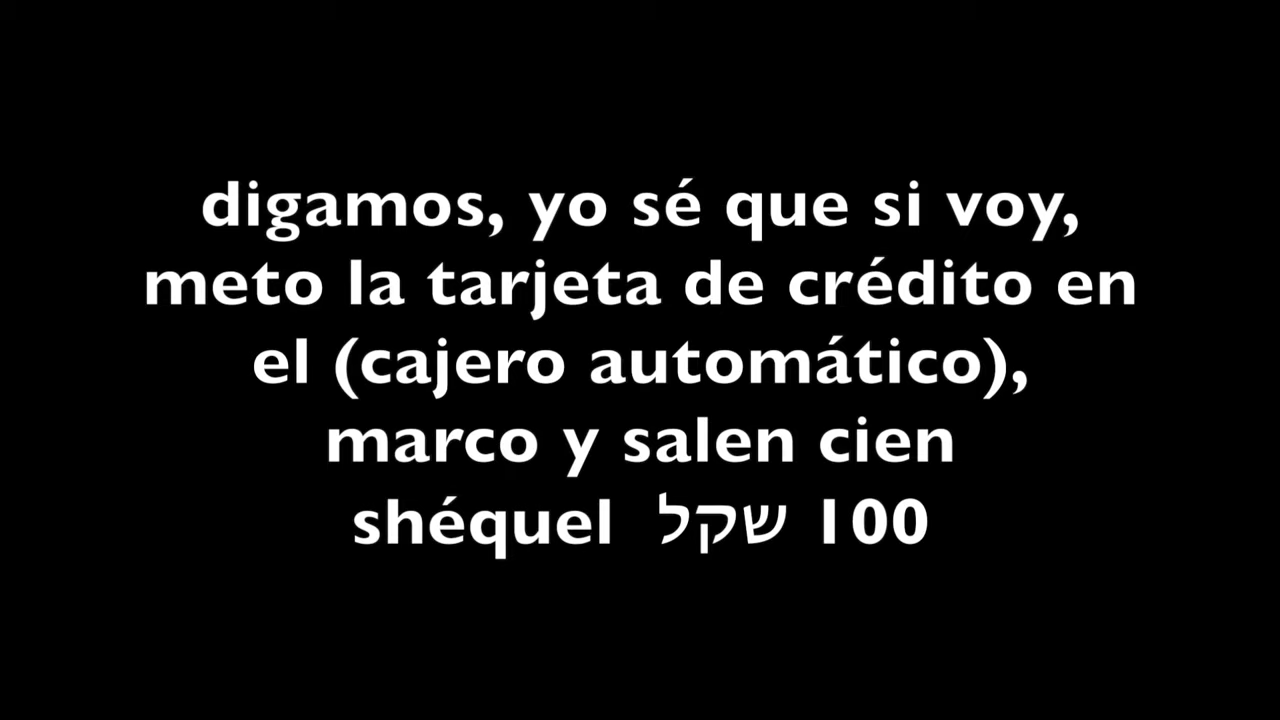 digamos, yo sé que si voy,
meto la tarjeta de crédito en
el (cajero automático),
marco y salen cien
shéquel שקל 100